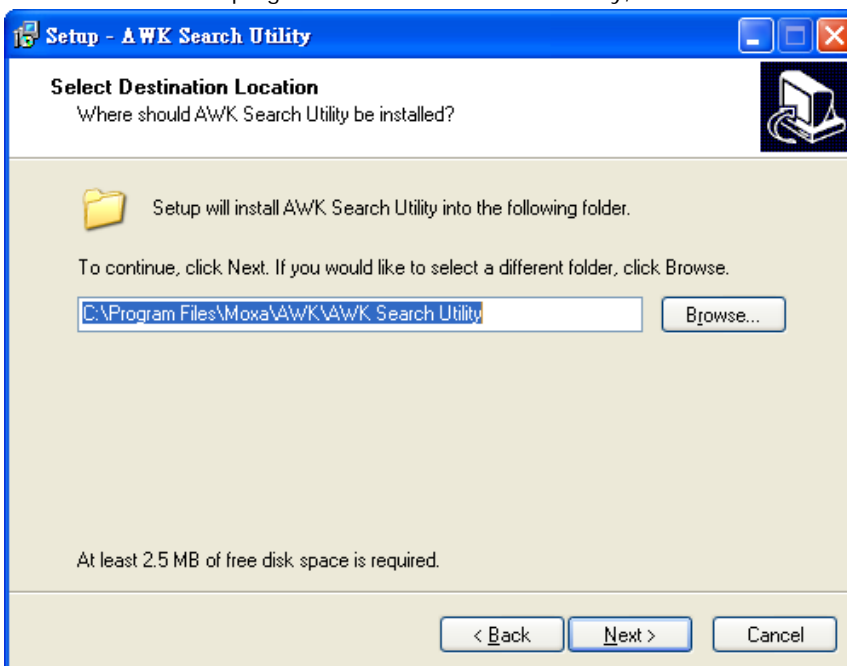 Setup - AWK Search Utility
Select Destination Location
Where should AWK Search Utility be installed?
Setup will install AWK Search Utility into the following folder.
To continue, click Next. If you would like to select a different folder, click Browse.
C:\Program Files\Moxa\AWK\AWK Search Utility
Browse...
At least 2.5 MB of free disk space is required.
< Back
Next >
Cancel